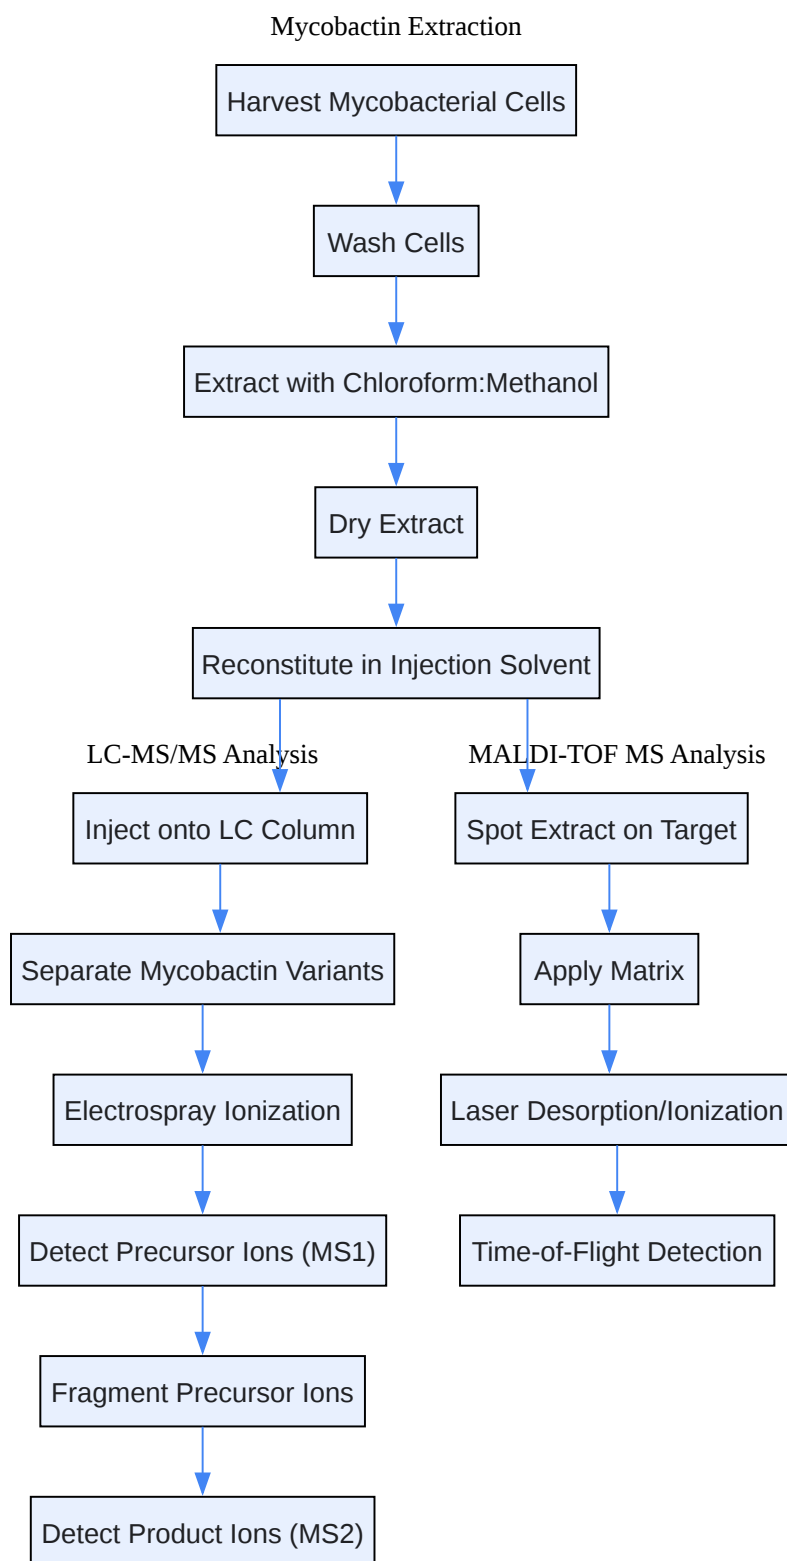 Mycobactin Extraction
Harvest Mycobacterial Cells
Wash Cells
Extract with Chloroform:Methanol
Dry Extract
Reconstitute in Injection Solvent
LC-MS/MS Analysis
Inject onto LC Column
Separate Mycobactin Variants
Electrospray Ionization
Detect Precursor Ions (MS1)
Fragment Precursor Ions
Detect Product Ions (MS2)
MALDI-TOF MS Analysis
Spot Extract on Target
Apply Matrix
Laser Desorption/Ionization
Time-of-Flight Detection